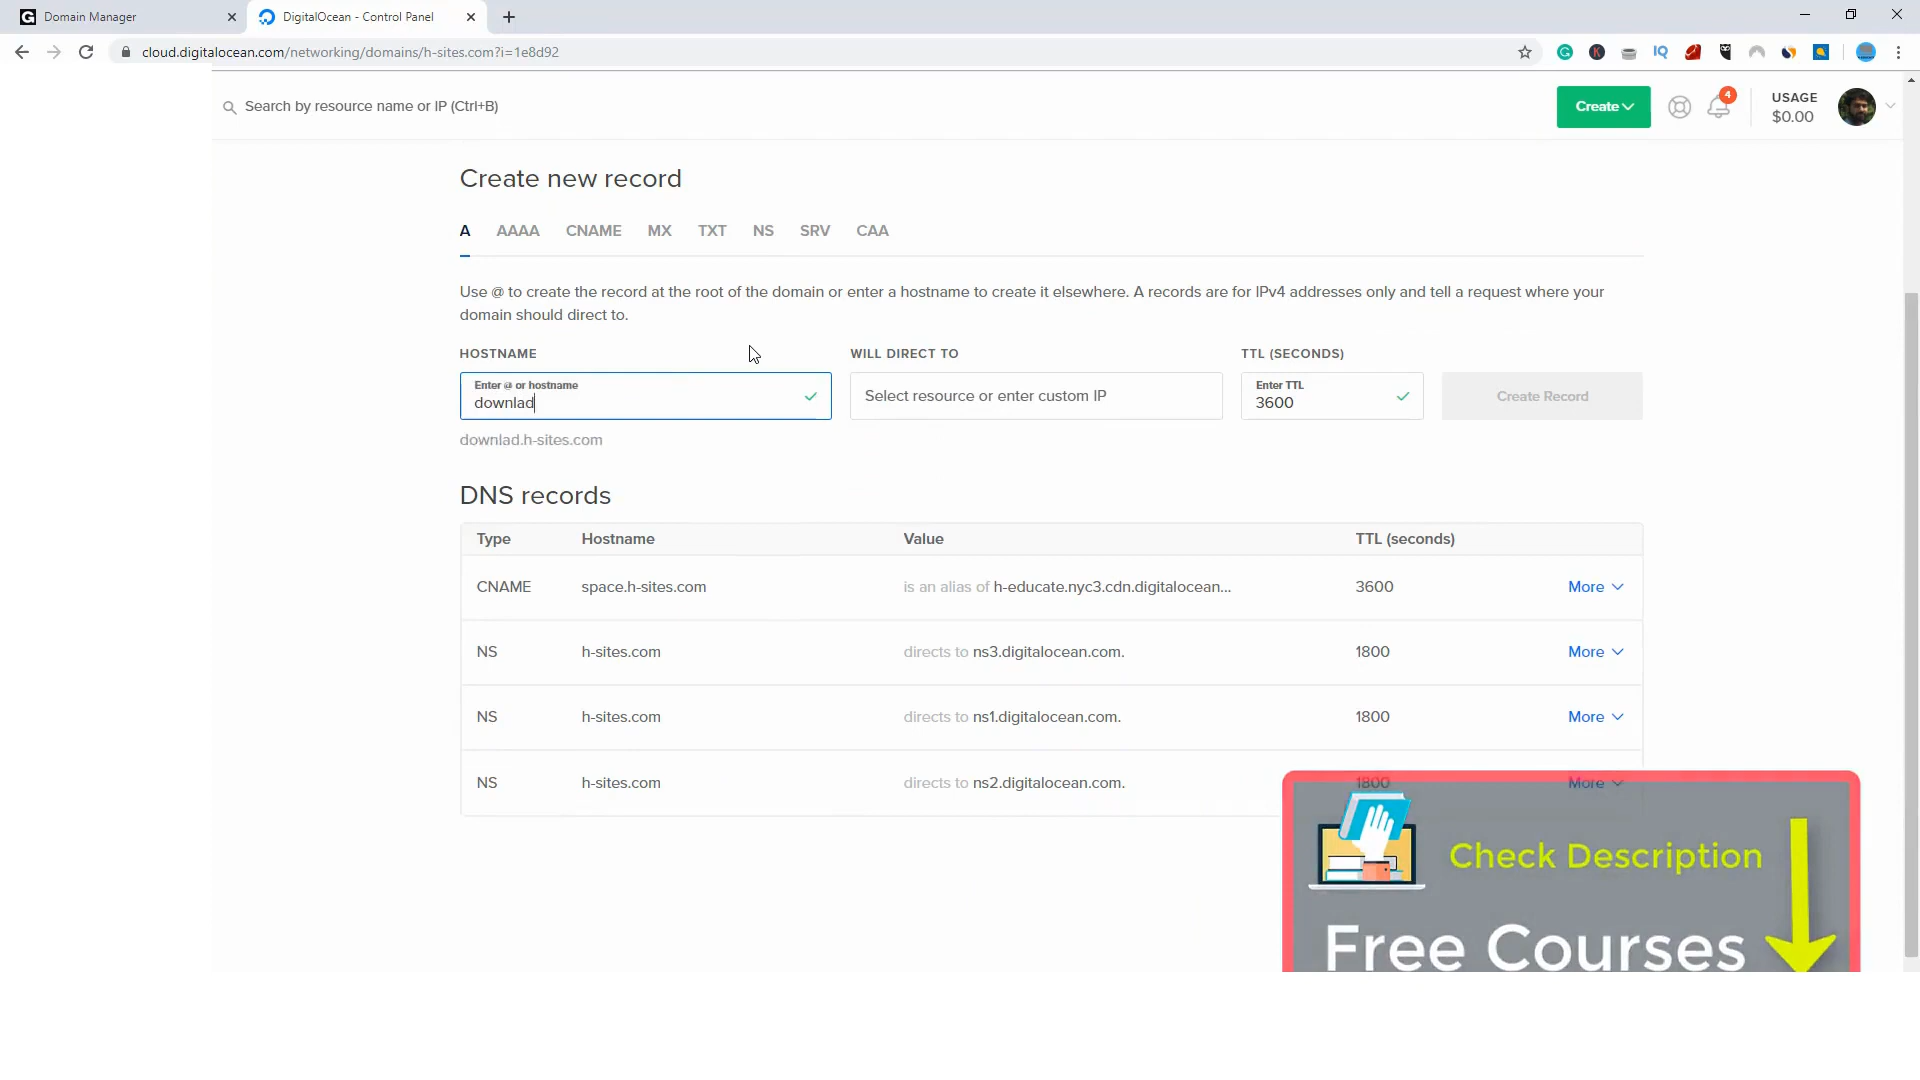 Domain Manager
DigitalOcean - Control Panel
cloud.digitalocean.com/networking/domains/h-sites.com?i=1e8d92
Search by resource name or IP (Ctrl+B)
Create
4
USAGE
$0.00
Create new record
A AAAA CNAME MX TXT NS SRV CAA
Use @ to create the record at the root of the domain or enter a hostname to create it elsewhere. A records are for IPv4 addresses only and tell a request where your
domain should direct to.
HOSTNAME WILL DIRECT TO TTL (SECONDS)
Enter @ or hostname
downlad
Select resource or enter custom IP
Enter TTL
3600
Create Record
downlad.h-sites.com
DNS records
Type Hostname Value TTL (seconds)
CNAME space.h-sites.com is an alias of h-educate.nyc3.cdn.digitalocean... 3600 More
NS h-sites.com directs to ns3.digitalocean.com. 1800 More
NS h-sites.com directs to ns1.digitalocean.com. 1800 More
NS h-sites.com directs to ns2.digitalocean.com. 1800 More
Check Description
Free Courses